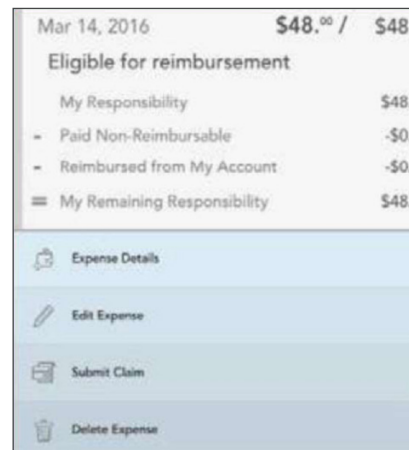 Mar 14, 2016 $48.00 / $48
Eligible for reimbursement
My Responsibility $48.
- Paid Non-Reimbursable -$0.
- Reimbursed from My Account -$0.
= My Remaining Responsibility $48.
Expense Details
Edit Expense
Submit Claim
Delete Expense